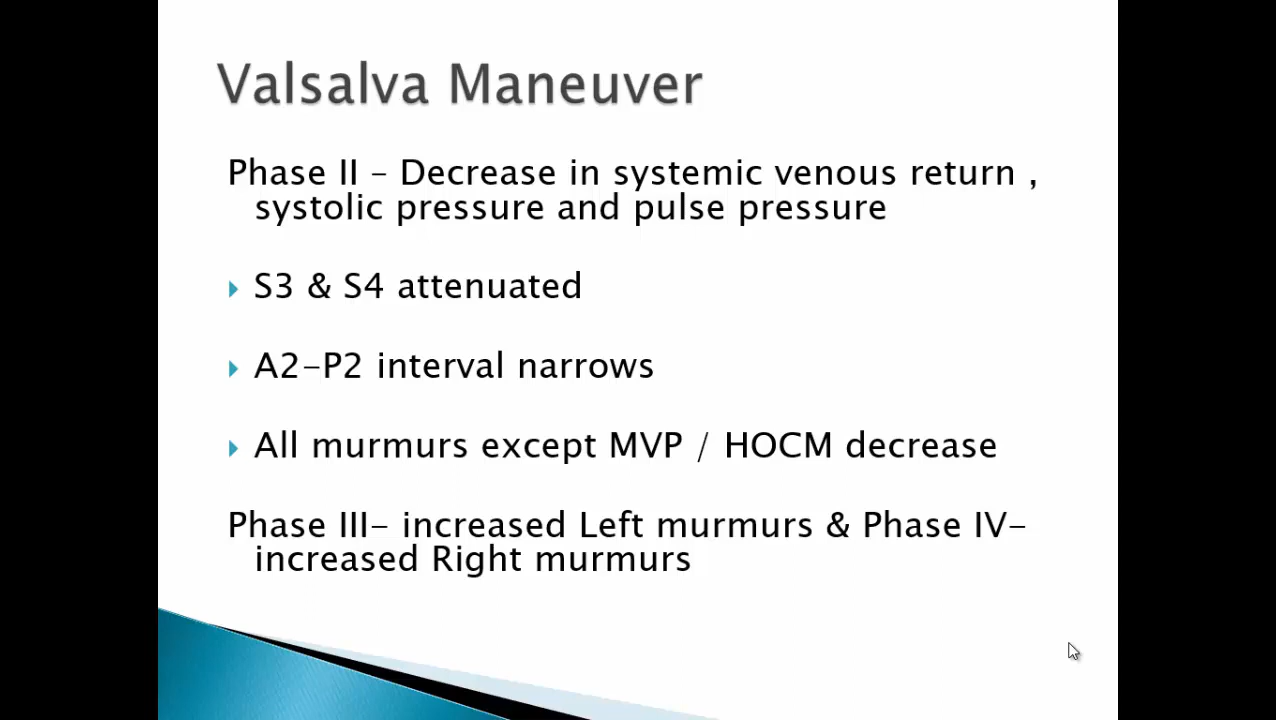 Valsalva Maneuver
Phase II – Decrease in systemic venous return ,
systolic pressure and pulse pressure
S3 & S4 attenuated
A2-P2 interval narrows
All murmurs except MVP / HOCM decrease
Phase III- increased Left murmurs & Phase IV-
increased Right murmurs